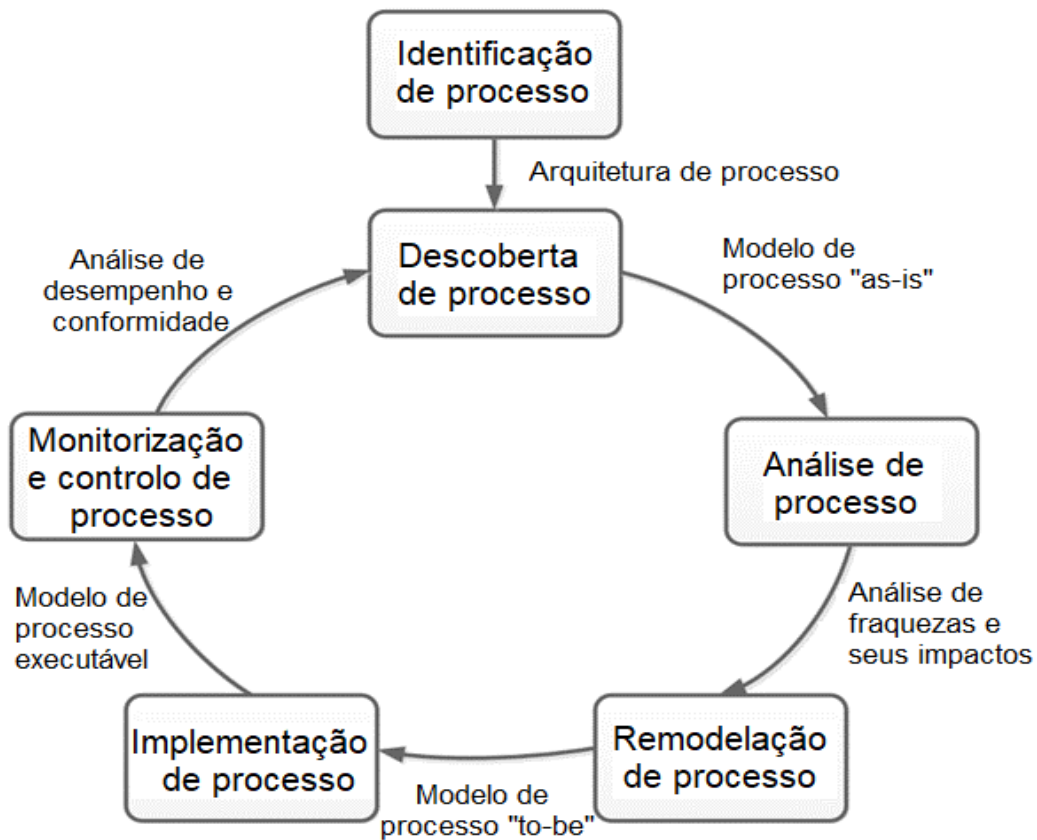 Identificação
de processo
Arquitetura de processo
Descoberta
de processo
Modelo de
processo "as-is"
Análise de
processo
Análise de
fraquezas e
seus impactos
Remodelação
de processo
Modelo de
processo "to-be"
Implementação
de processo
Modelo de
processo
executável
Monitorização
e controlo de
processo
Análise de
desempenho e
conformidade